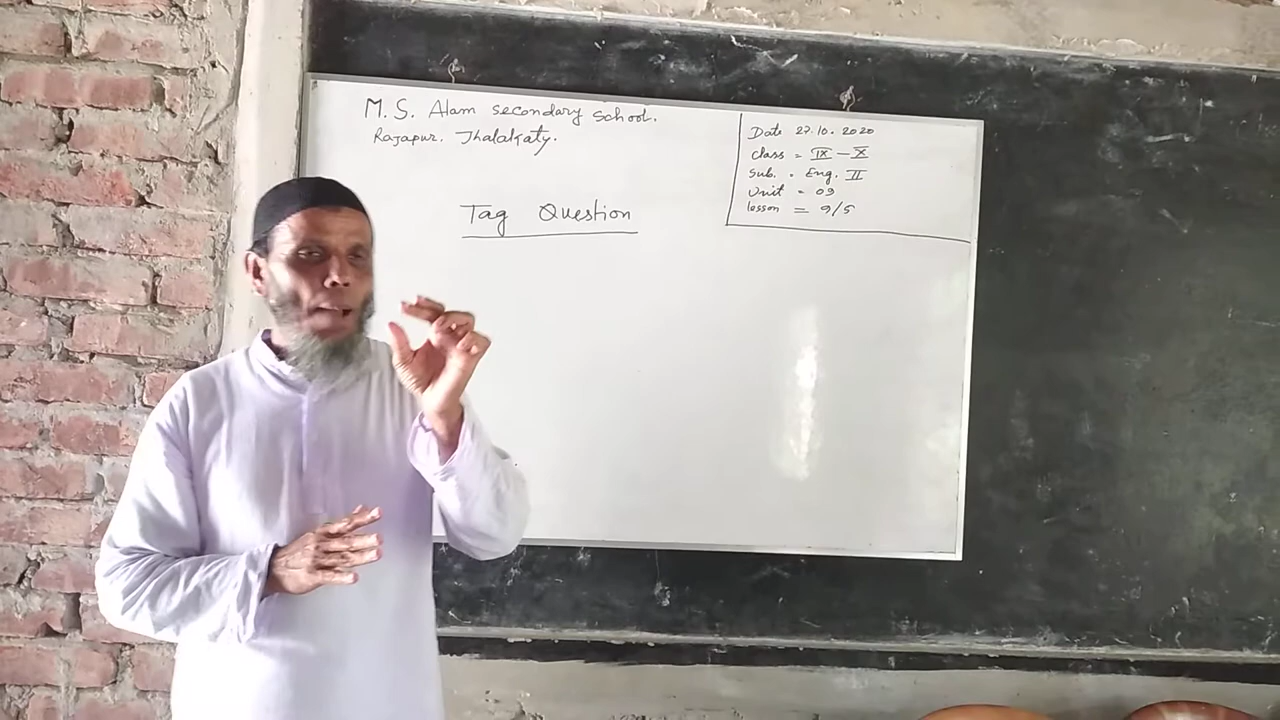 M. S. Alam secondary school.
Rajapur. Jhalakaty.
Date 27.10.2020
class = IX – X
Sub. = Eng. II
Unit = 09
lesson = 9/5
Tag Question